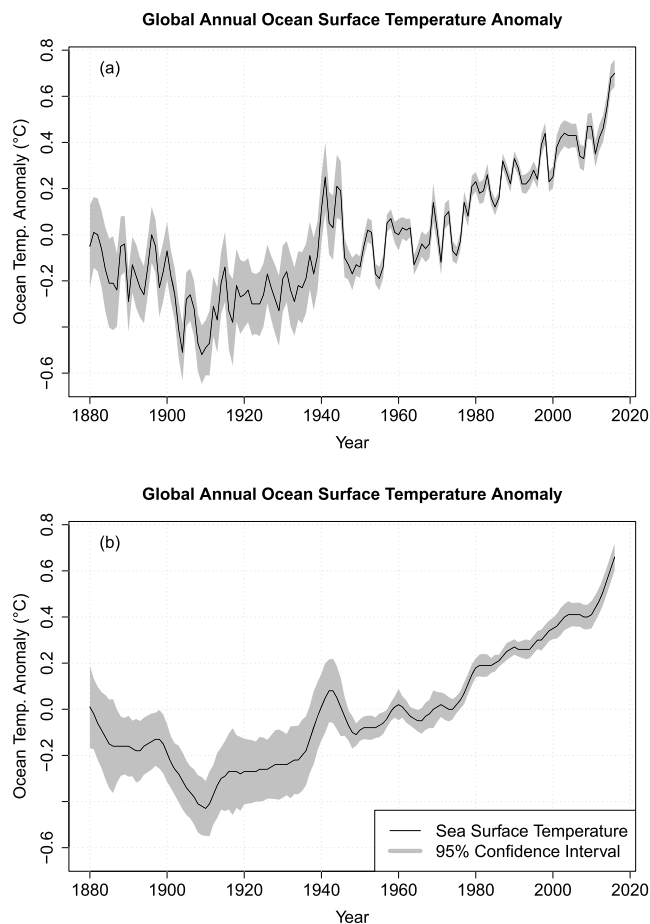 Global Annual Ocean Surface Temperature Anomaly
(a)
Ocean Temp. Anomaly (°C)
0.8
0.6
0.4
0.2
0.0
−0.2
−0.6
1880 1900 1920 1940 1960 1980 2000 2020
Year
Global Annual Ocean Surface Temperature Anomaly
(b)
Ocean Temp. Anomaly (°C)
0.8
0.6
0.4
0.2
0.0
−0.2
−0.6
Sea Surface Temperature
95% Confidence Interval
1880 1900 1920 1940 1960 1980 2000 2020
Year